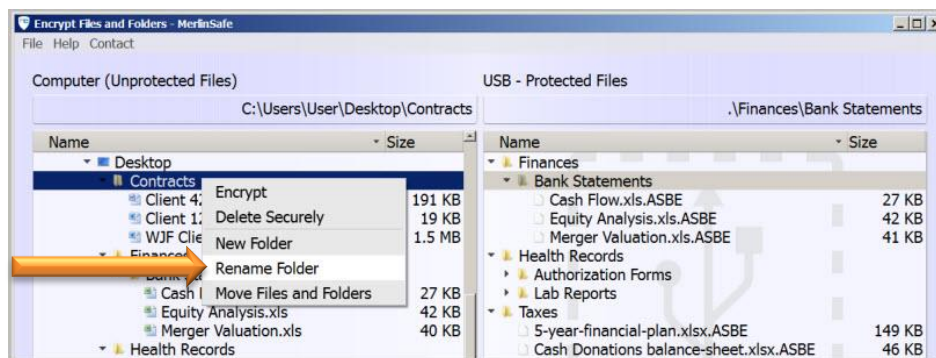 Encrypt Files and Folders - MerlinSafe
File Help Contact
Computer (Unprotected Files)
C:\Users\User\Desktop\Contracts
Name Size
Desktop
Contracts
Client 42
191 KB
Client 12
19 KB
WJF Clie
1.5 MB
Finances
Cash
27 KB
Equity Analysis.xls 42 KB
Merger Valuation.xls 40 KB
Health Records
Encrypt
Delete Securely
New Folder
Rename Folder
Move Files and Folders
USB - Protected Files
.\Finances\Bank Statements
Name Size
Finances
Bank Statements
Cash Flow.xls.ASBE 27 KB
Equity Analysis.xls.ASBE 42 KB
Merger Valuation.xls.ASBE 41 KB
Health Records
Authorization Forms
Lab Reports
Taxes
5-year-financial-plan.xlsx.ASBE 149 KB
Cash Donations balance-sheet.xlsx.ASBE 46 KB